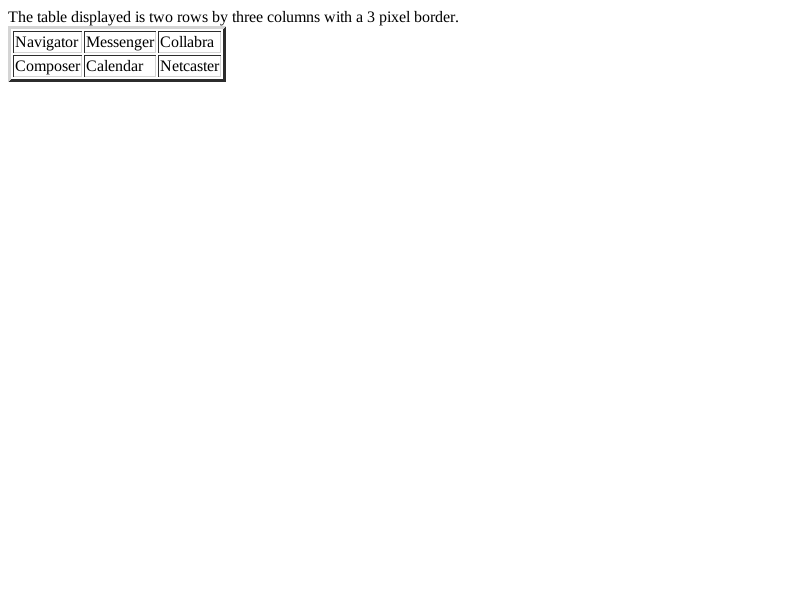 The table displayed is two rows by three columns with a 3 pixel border.
Navigator Messenger Collabra
Composer Calendar Netcaster